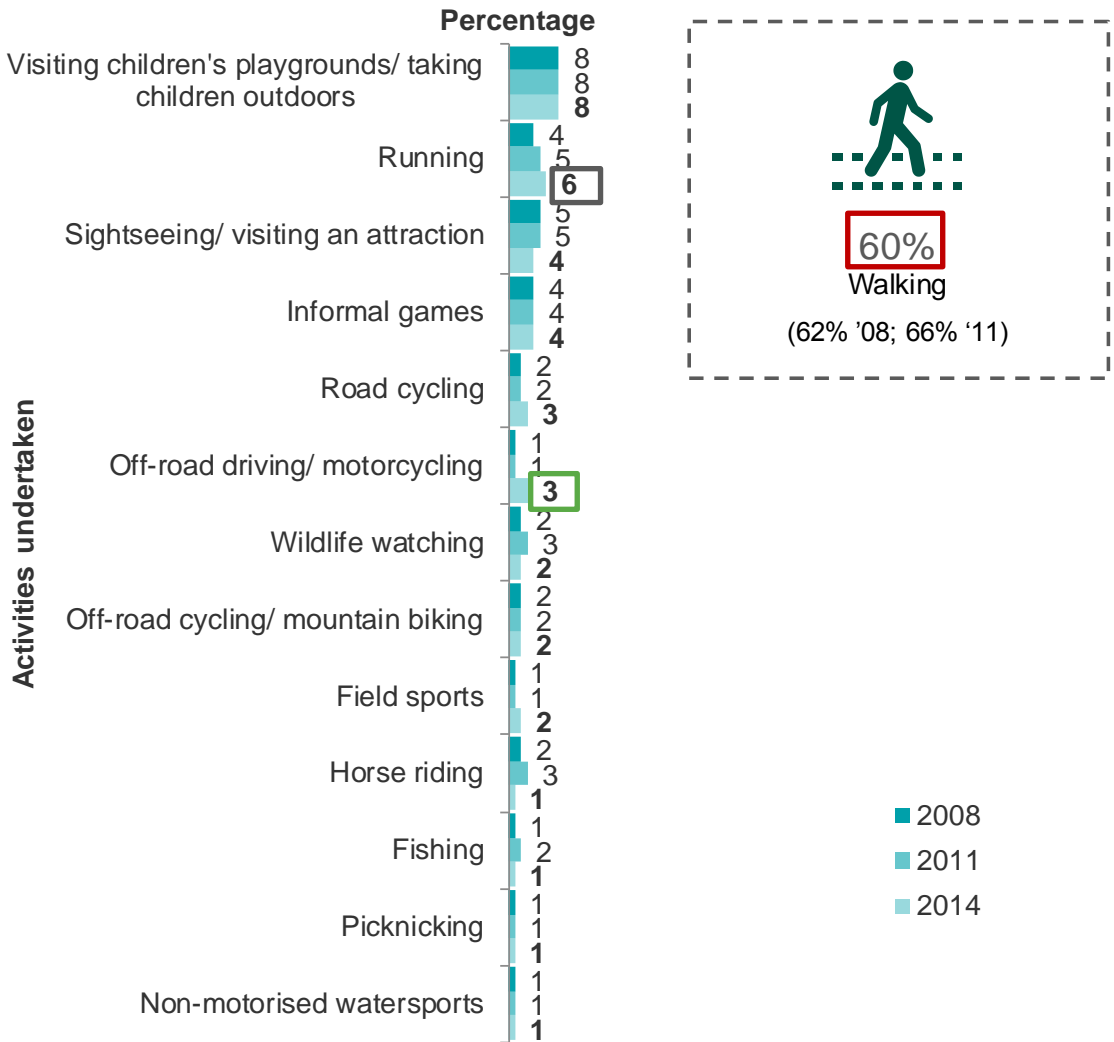 Percentage
Visiting children's playgrounds/ taking
children outdoors
8
8
8
Running
4
5
6
Sightseeing/ visiting an attraction
5
5
4
Informal games
4
4
4
Road cycling
2
2
3
Off-road driving/ motorcycling
1
1
3
Wildlife watching
2
3
2
Off-road cycling/ mountain biking
2
2
2
Field sports
1
1
2
Horse riding
2
3
1
Fishing
1
2
1
Picknicking
1
1
1
Non-motorised watersports
1
1
1
Activities undertaken
60%
Walking
(62% '08; 66% ‘11)
2008
2011
2014